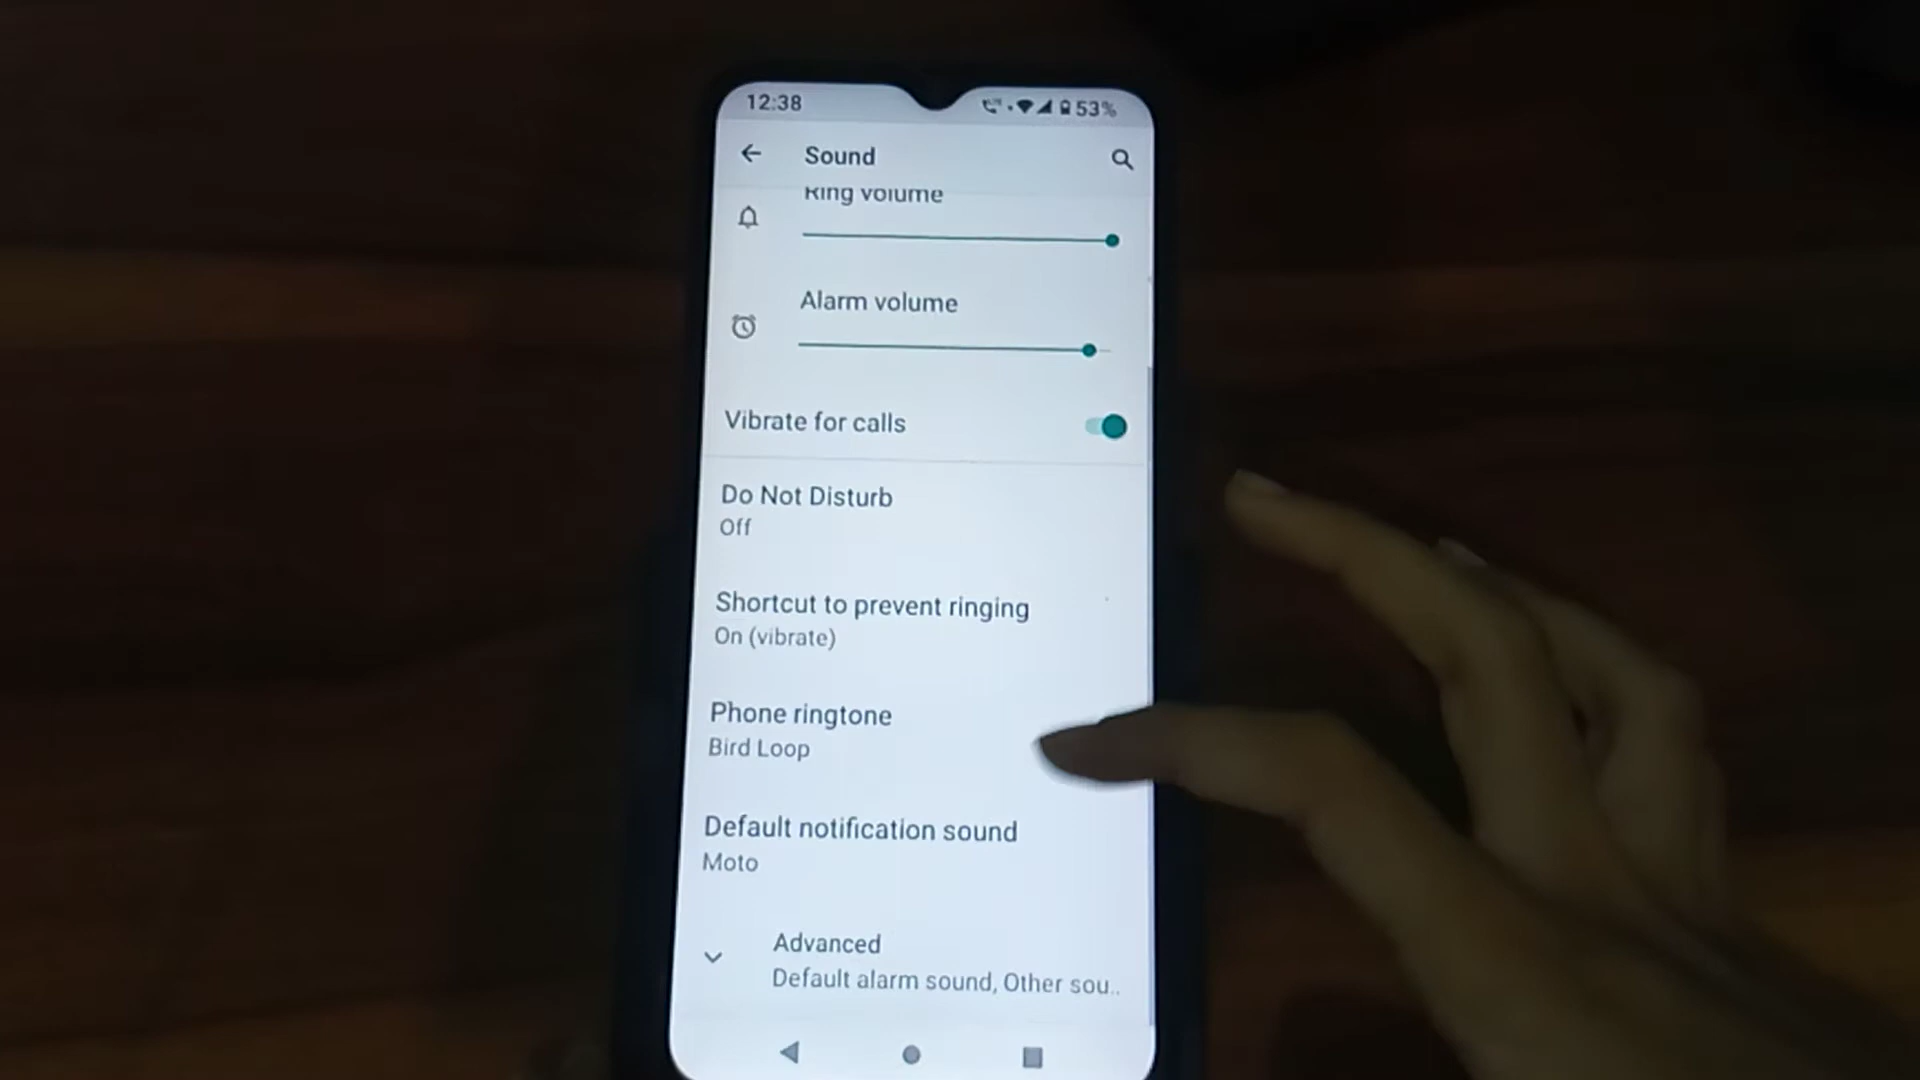 12:38
53%
Sound
Ring volume
Alarm volume
Vibrate for calls
Do Not Disturb
Off
Shortcut to prevent ringing
On (vibrate)
Phone ringtone
Bird Loop
Default notification sound
Moto
Advanced
Default alarm sound, Other sou..